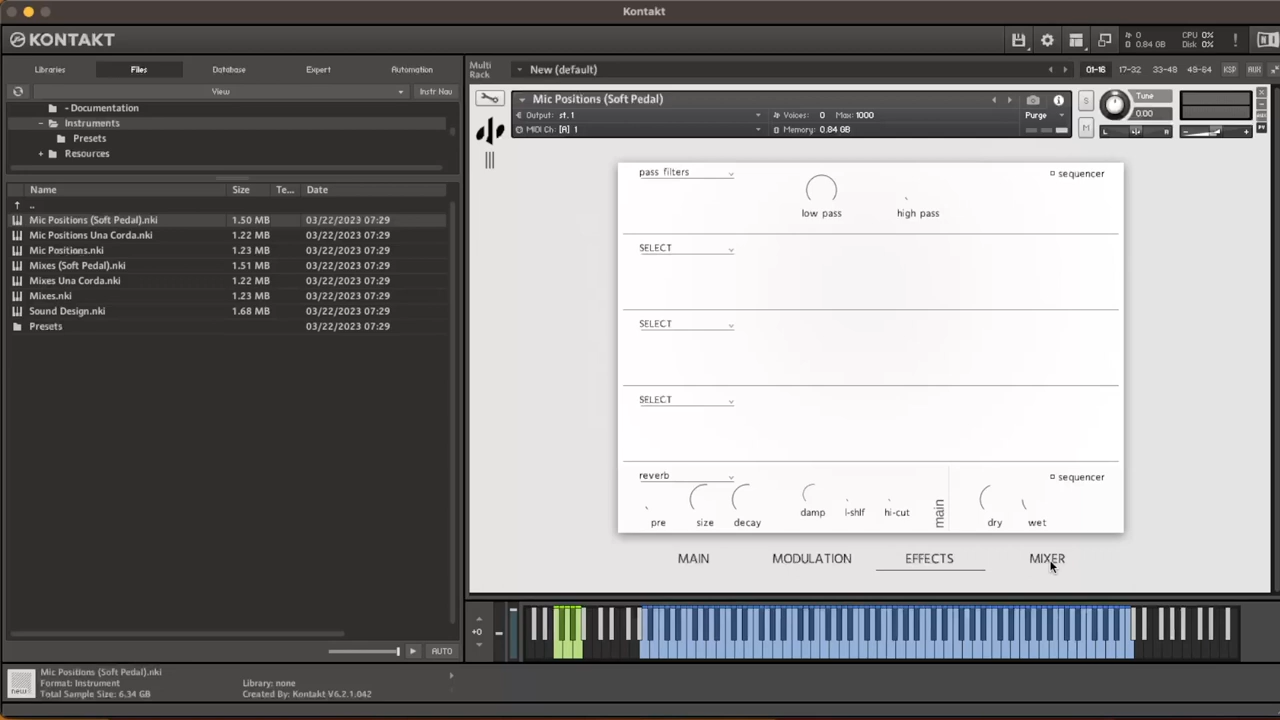 Kontakt
KONTAKT
0
0.84 GB
CPU 0%
Disk 0%
!
Libraries
Files
Database
Expert
Automation
Multi
Rack
New (default)
01-16
17-32
33-48
49-64
KSP
AUX
View
Instr Nav
- Documentation
Instruments
Presets
Resources
Mic Positions (Soft Pedal)
Output: st. 1
Voices: 0 Max: 1000
Purge
MIDI Ch: [A] 1
Memory: 0.84 GB
S
M
Tune
0.00
L
R
Name
Size
Te...
Date
..
Mic Positions (Soft Pedal).nki 1.50 MB 03/22/2023 07:29
Mic Positions Una Corda.nki 1.22 MB 03/22/2023 07:29
Mic Positions.nki 1.23 MB 03/22/2023 07:29
Mixes (Soft Pedal).nki 1.51 MB 03/22/2023 07:29
Mixes Una Corda.nki 1.22 MB 03/22/2023 07:29
Mixes.nki 1.23 MB 03/22/2023 07:29
Sound Design.nki 1.68 MB 03/22/2023 07:29
Presets 03/22/2023 07:29
pass filters
low pass
high pass
sequencer
SELECT
SELECT
SELECT
reverb
sequencer
pre
size
decay
damp
l-shlf
hi-cut
main
dry
wet
MAIN
MODULATION
EFFECTS
MIXER
+0
AUTO
new
Mic Positions (Soft Pedal).nki
Format: Instrument
Total Sample Size: 6.34 GB
Library: none
Created By: Kontakt V6.2.1.042